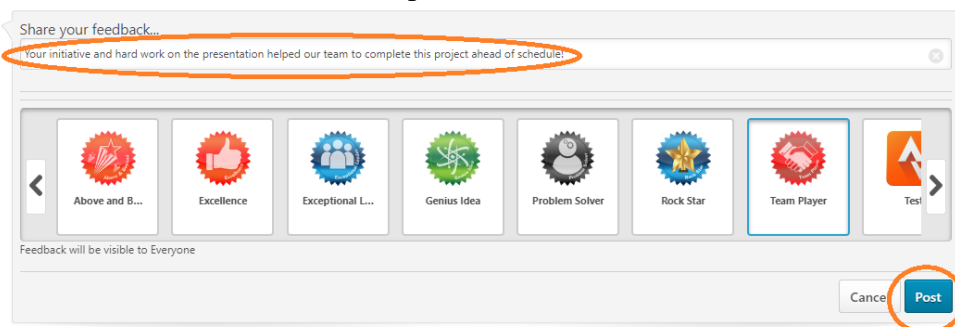 Share your feedback...
Your initiative and hard work on the presentation helped our team to complete this project ahead of schedule!
Above and B...
Excellence
Exceptional L...
Genius Idea
Problem Solver
Rock Star
Team Player
Test
Feedback will be visible to Everyone
Cancel
Post